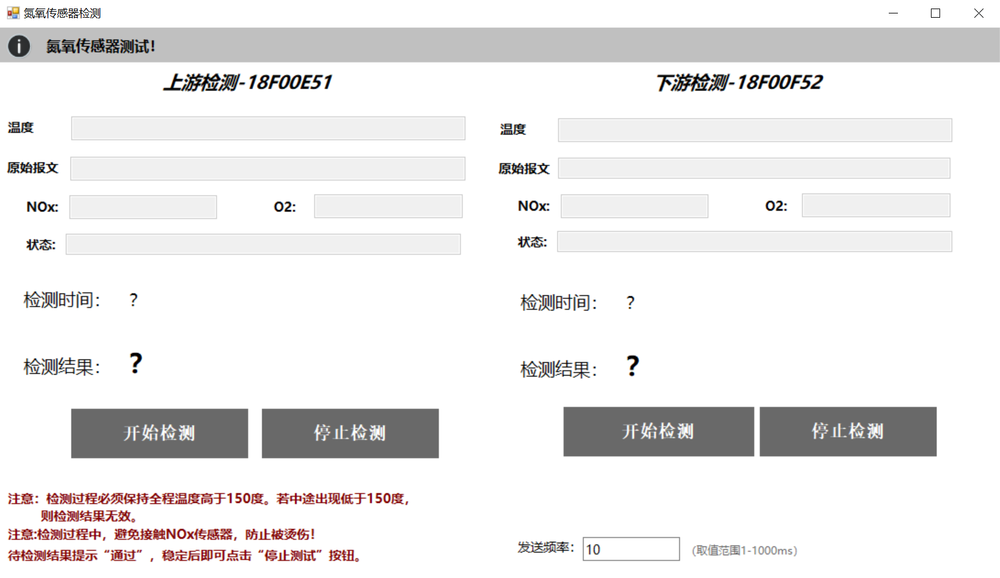 氮氧传感器检测
氮氧传感器测试！
上游检测-18F00E51
温度
原始报文
NOx:
O2:
状态:
检测时间： ?
检测结果： ?
开始检测
停止检测
下游检测-18F00F52
温度
原始报文
NOx:
O2:
状态:
检测时间： ?
检测结果： ?
开始检测
停止检测
注意：检测过程必须保持全程温度高于150度。若中途出现低于150度，
则检测结果无效。
注意:检测过程中，避免接触NOx传感器，防止被烫伤！
待检测结果提示“通过”，稳定后即可点击“停止测试”按钮。
发送频率： 10 (取值范围1-1000ms)